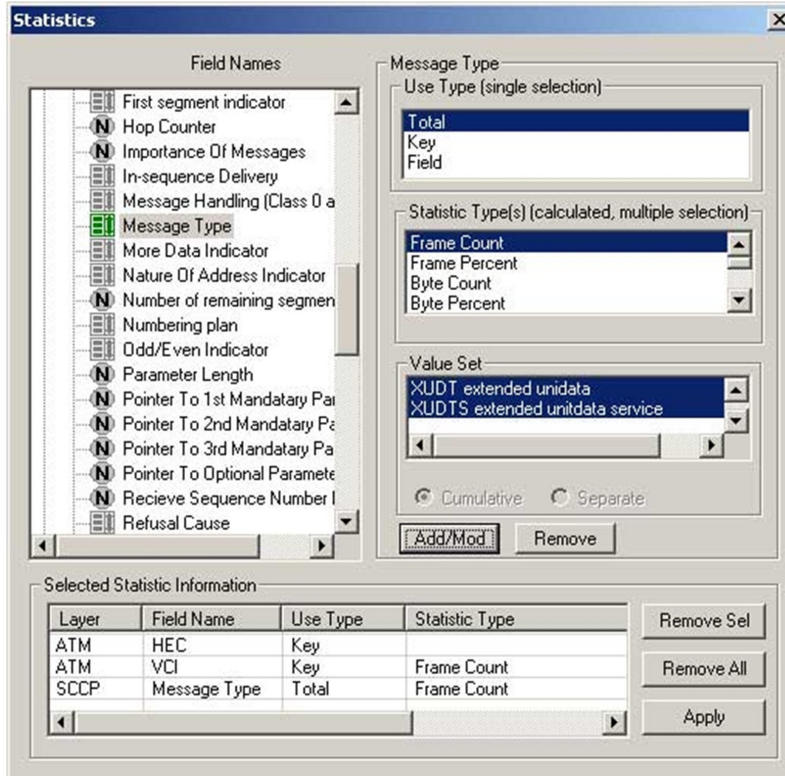 Statistics
Field Names
First segment indicator
N Hop Counter
N Importance Of Messages
In-sequence Delivery
Message Handling (Class 0 a
Message Type
More Data Indicator
Nature Of Address Indicator
N Number of remaining segmen
Numbering plan
Odd/Even Indicator
N Parameter Length
N Pointer To 1st Mandatary Par
N Pointer To 2nd Mandatary Pa
N Pointer To 3rd Mandatary Pa
N Pointer To Optional Paramete
N Recieve Sequence Number
Refusal Cause
Message Type
Use Type (single selection)
Total
Key
Field
Statistic Type(s) (calculated, multiple selection)
Frame Count
Frame Percent
Byte Count
Byte Percent
Value Set
XUDT extended unidata
XUDTS extended unitdata service
Cumulative Separate
Add/Mod Remove
Selected Statistic Information
Layer Field Name Use Type Statistic Type
ATM HEC Key
ATM VCI Key Frame Count
SCCP Message Type Total Frame Count
Remove Sel
Remove All
Apply